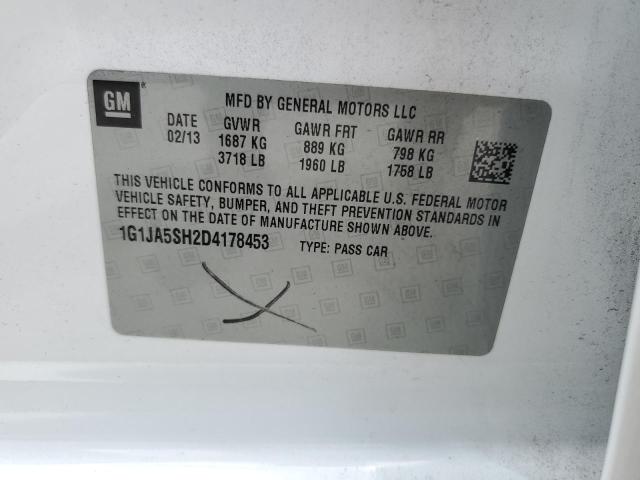 GM
MFD BY GENERAL MOTORS LLC
DATE GVWR GAWR FRT GAWR RR
02/13 1687 KG 889 KG 798 KG
3718 LB 1960 LB 1758 LB
THIS VEHICLE CONFORMS TO ALL APPLICABLE U.S. FEDERAL MOTOR
VEHICLE SAFETY, BUMPER, AND THEFT PREVENTION STANDARDS IN
EFFECT ON THE DATE OF MANUFACTURE SHOWN ABOVE.
1G1JA5SH2D4178453 TYPE: PASS CAR